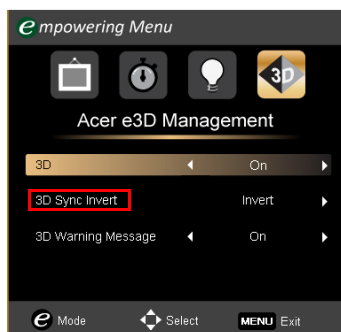 e mpowering Menu
3D
Acer e3D Management
3D On
3D Sync Invert Invert
3D Warning Message On
e Mode Select MENU Exit